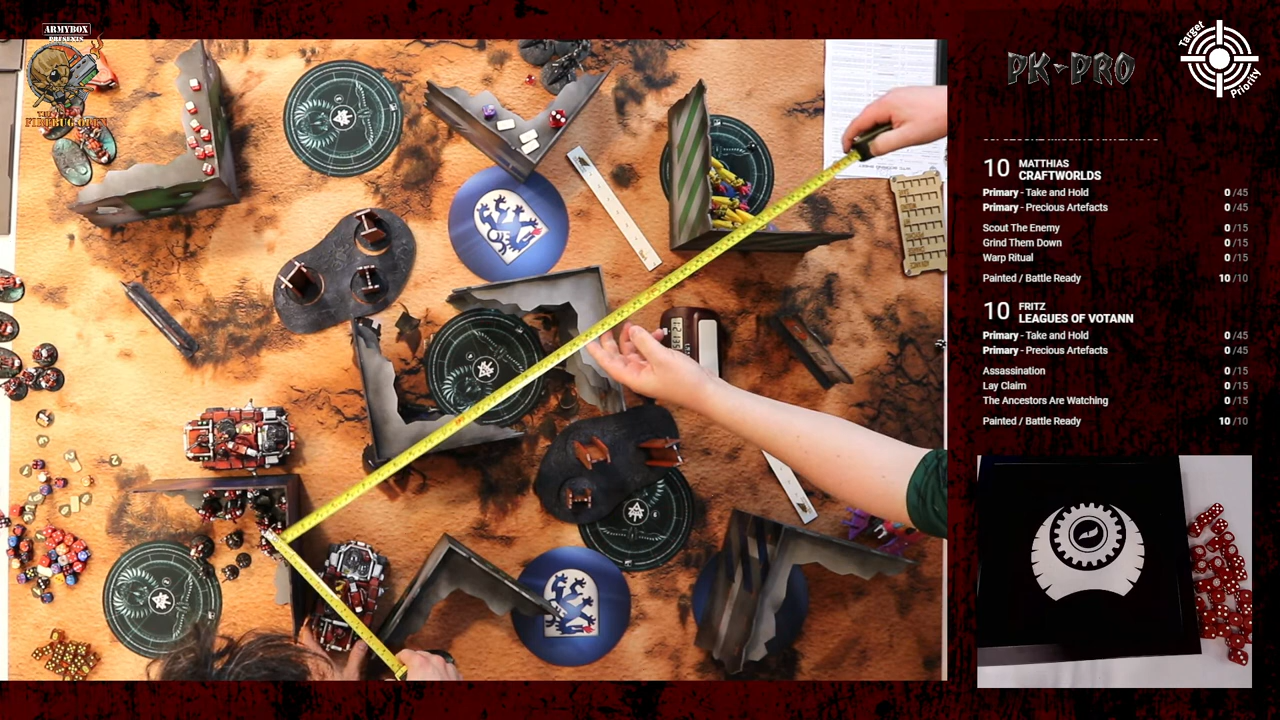 ARMYBOX
PRESENTS
FIREBUG OPEN
PK-PRO
Target
Priority
10 MATTHIAS
CRAFTWORLDS
Primary - Take and Hold 0 /45
Primary - Precious Artefacts 0 /45
Scout The Enemy 0 /15
Grind Them Down 0 /15
Warp Ritual 0 /15
Painted / Battle Ready 10 /10
10 FRITZ
LEAGUES OF VOTANN
Primary - Take and Hold 0 /45
Primary - Precious Artefacts 0 /45
Assassination 0 /15
Lay Claim 0 /15
The Ancestors Are Watching 0 /15
Painted / Battle Ready 10 /10